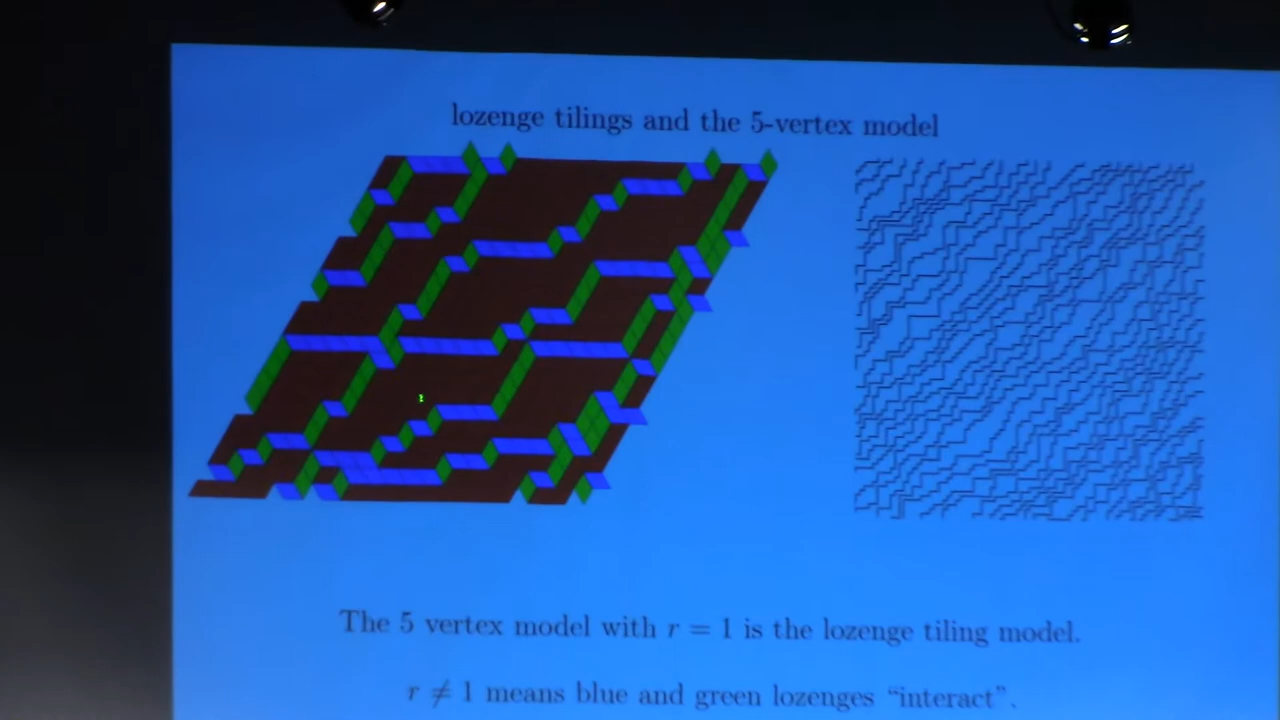 lozenge tilings and the 5-vertex model
The 5 vertex model with r = 1 is the lozenge tiling model.
r ≠ 1 means blue and green lozenges “interact”.